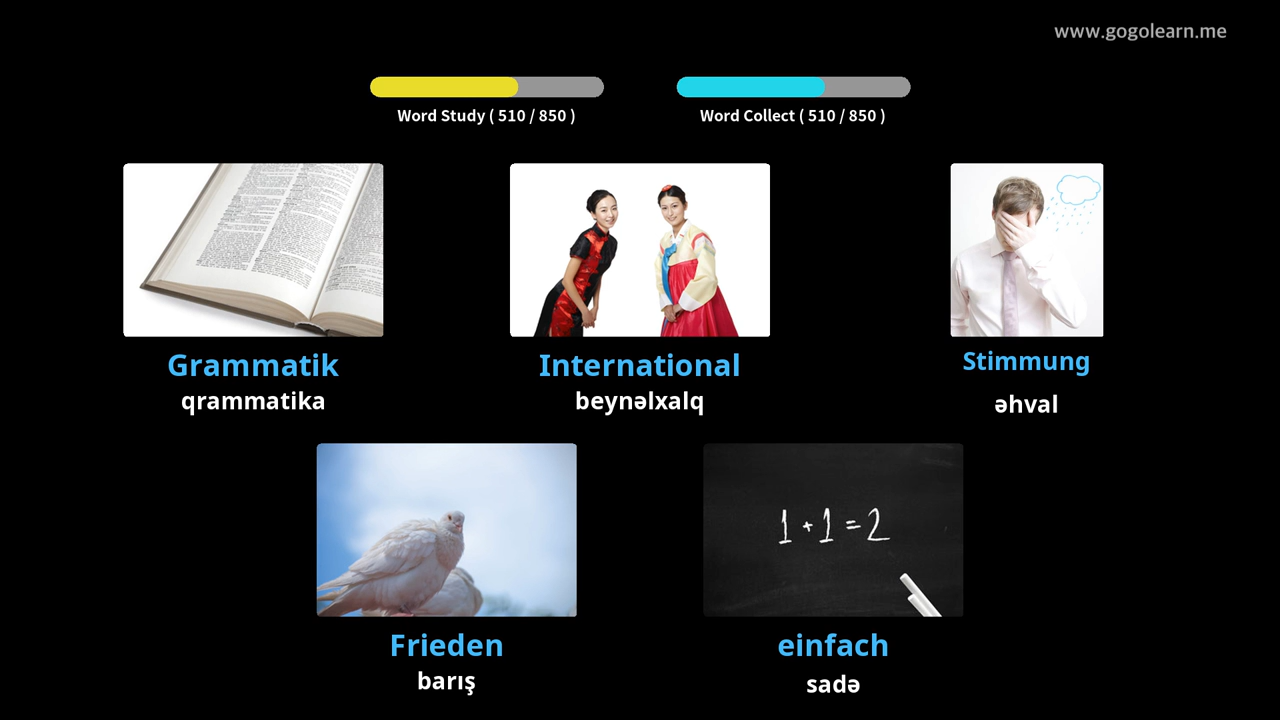 www.gogolearn.me
Word Study ( 510 / 850 )
Word Collect ( 510 / 850 )
Grammatik
qrammatika
International
beynəlxalq
Stimmung
əhval
1 + 1 = 2
Frieden
barış
einfach
sadə